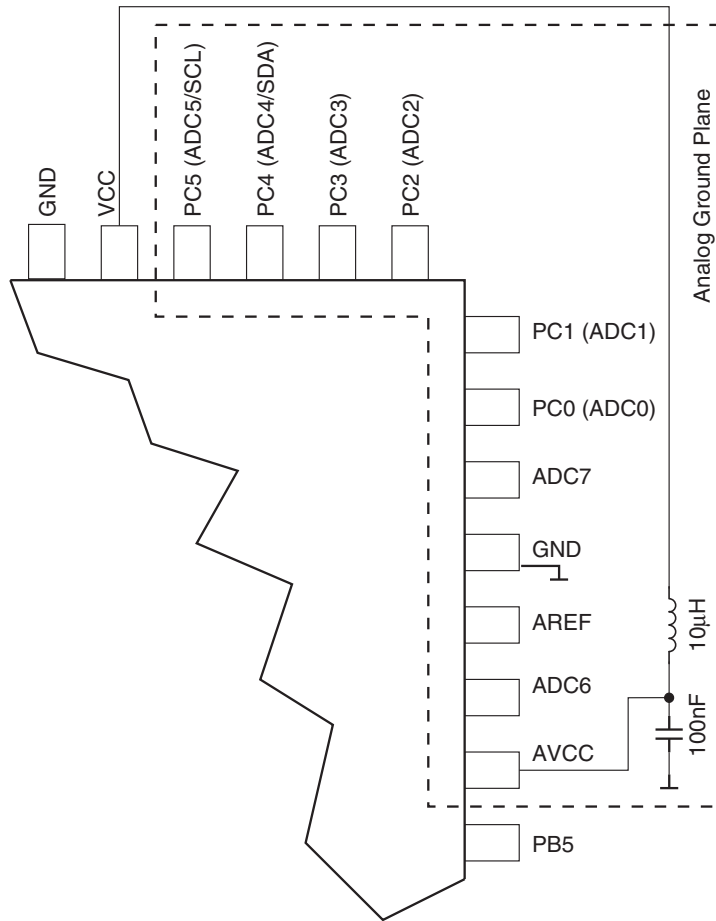 GND
VCC
PC5 (ADC5/SCL)
PC4 (ADC4/SDA)
PC3 (ADC3)
PC2 (ADC2)
Analog Ground Plane
PC1 (ADC1)
PC0 (ADC0)
ADC7
GND
AREF
10μH
ADC6
100nF
AVCC
PB5